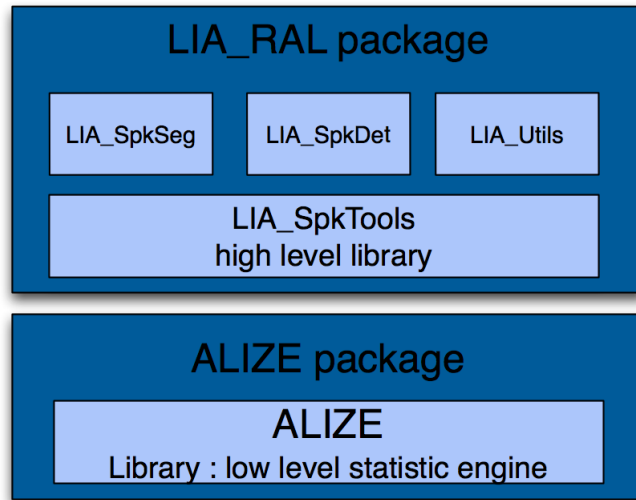 LIA_RAL package
LIA_SpkSeg
LIA_SpkDet
LIA_Utils
LIA_SpkTools
high level library
ALIZE package
ALIZE
Library : low level statistic engine